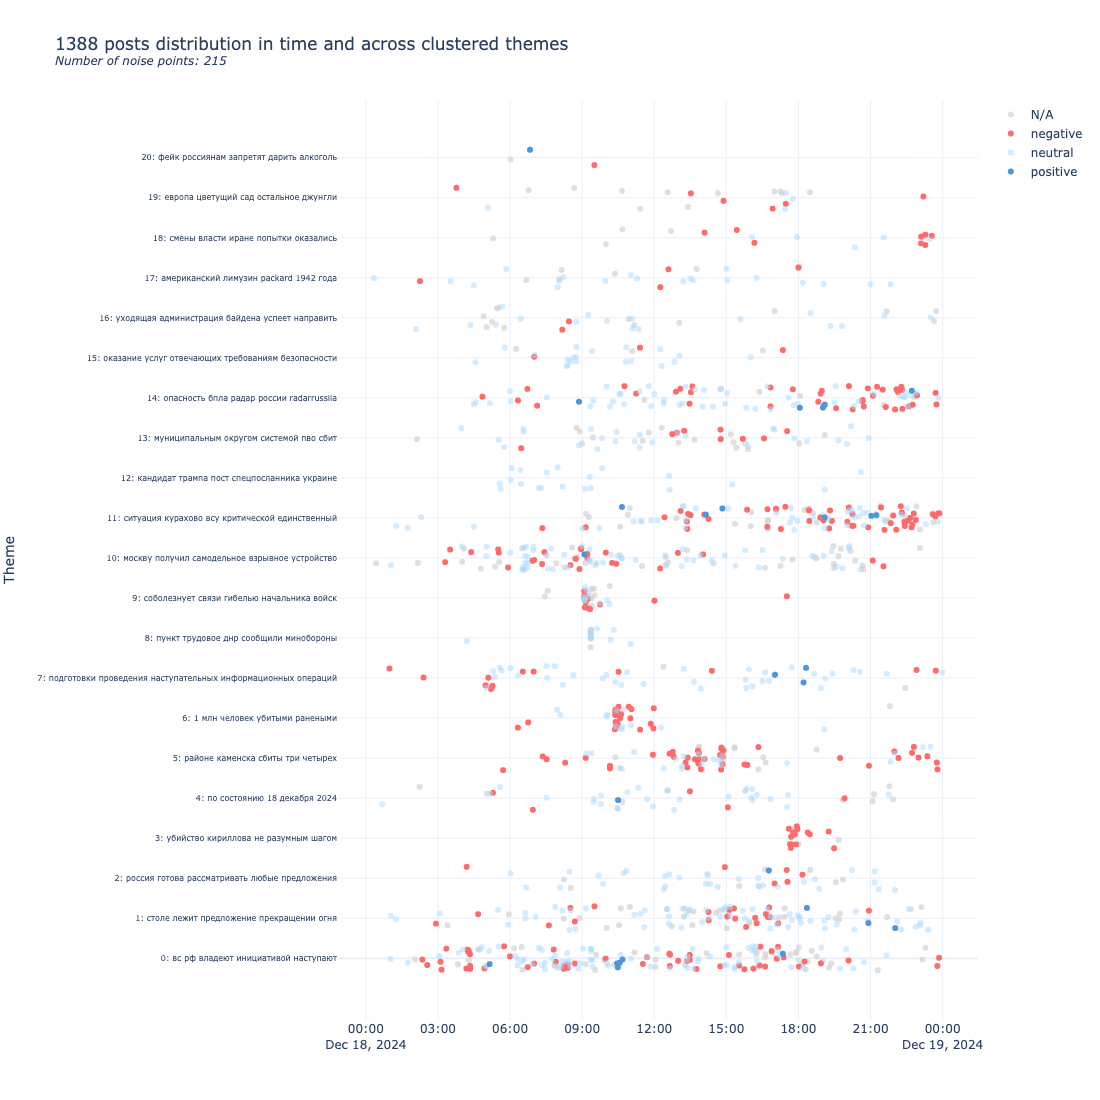 1388 posts distribution in time and across clustered themes
Number of noise points: 215
N/A
negative
neutral
positive
Theme
20: фейк россиянам запретят дарить алкоголь
19: европа цветущий сад остальное джунгли
18: смены власти иране попытки оказались
17: американский лимузин packard 1942 года
16: уходящая администрация байдена успеет направить
15: оказание услуг отвечающих требованиям безопасности
14: опасность бпла радар россии radarrussiia
13: муниципальным округом системой пво сбит
12: кандидат трампа пост спецпосланника украине
11: ситуация курахово всу критической единственный
10: москву получил самодельное взрывное устройство
9: соболезнует связи гибелью начальника войск
8: пункт трудовое днр сообщили минобороны
7: подготовки проведения наступательных информационных операций
6: 1 млн человек убитыми ранеными
5: районе каменска сбиты три четырех
4: по состоянию 18 декабря 2024
3: убийство кириллова не разумным шагом
2: россия готова рассматривать любые предложения
1: столе лежит предложение прекращении огня
0: вс рф владеют инициативой наступают
00:00 03:00 06:00 09:00 12:00 15:00 18:00 21:00 00:00
Dec 18, 2024 Dec 19, 2024